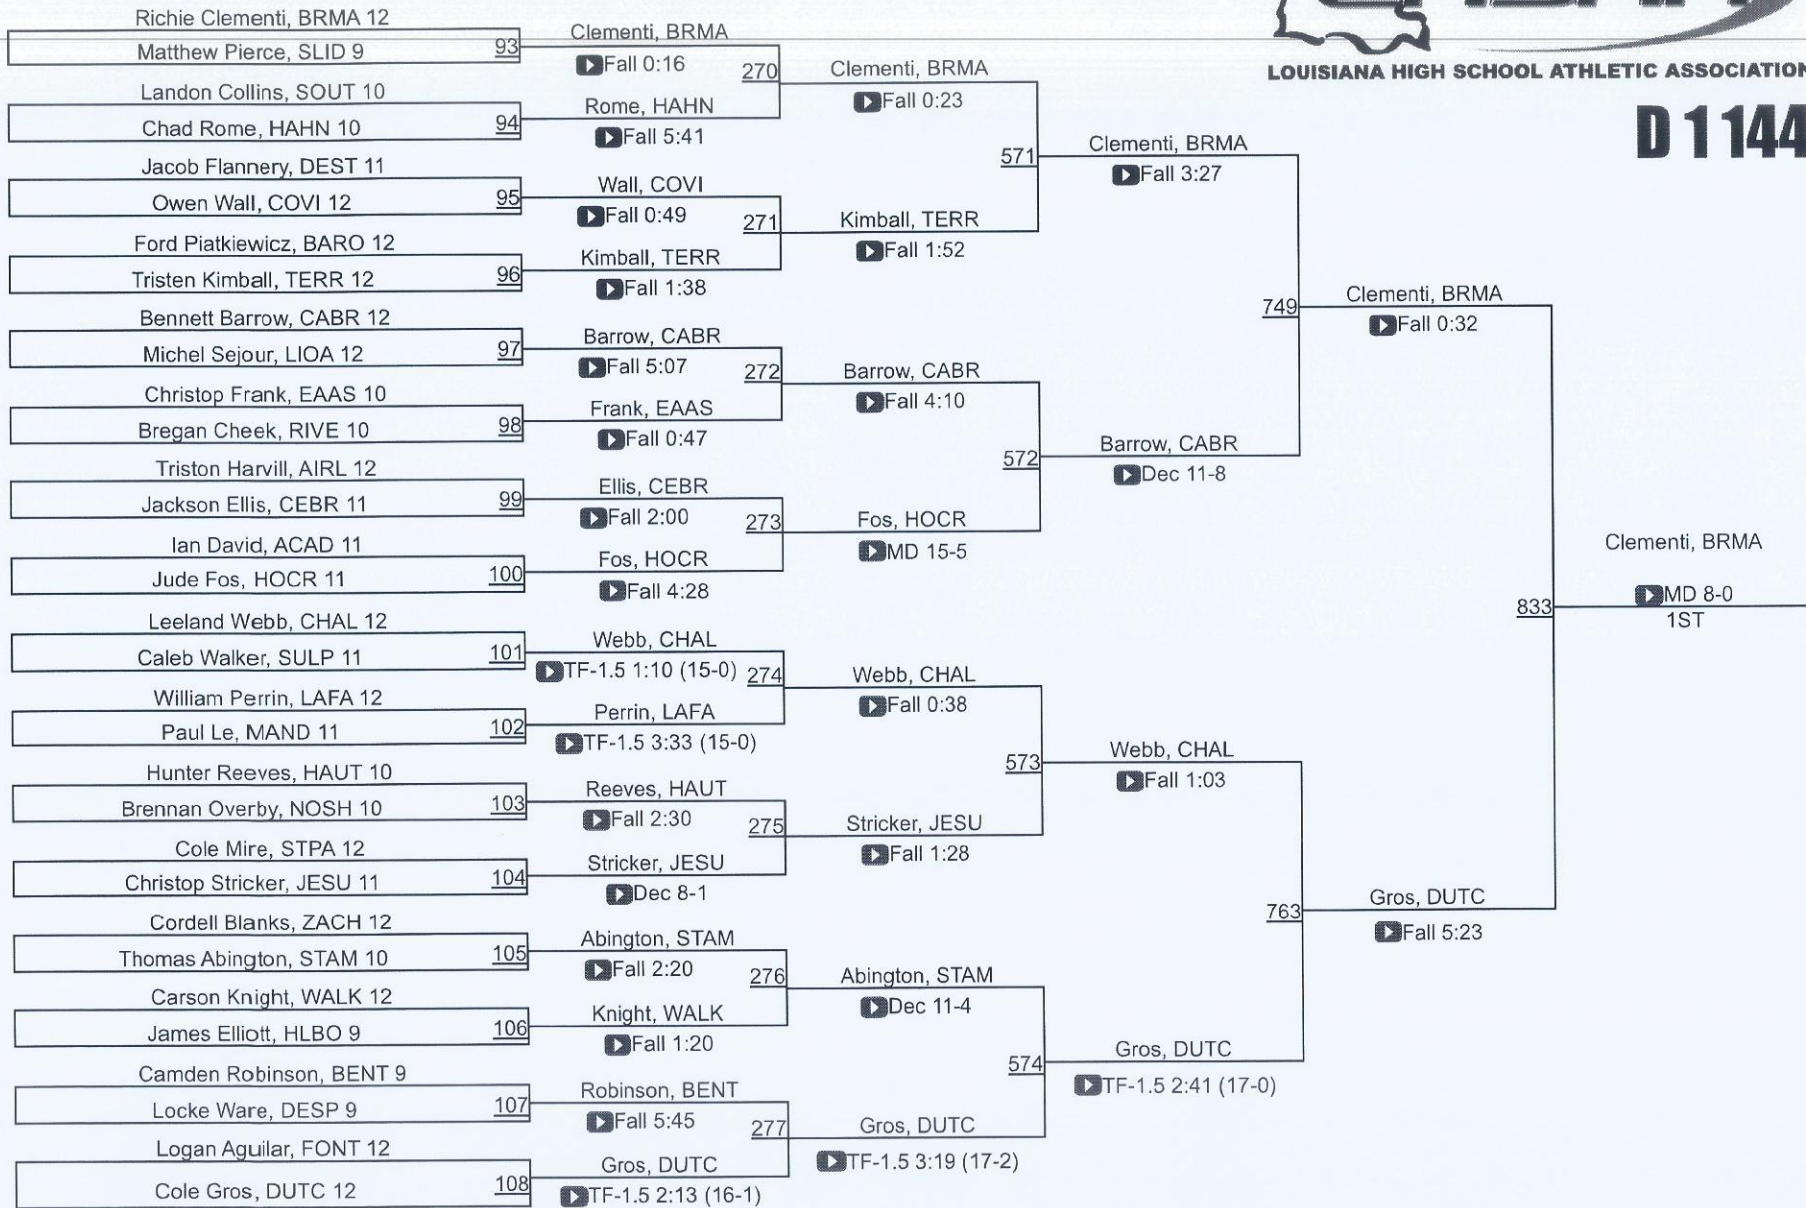 LOUISIANA HIGH SCHOOL ATHLETIC ASSOCIATION
D 1 144
Richie Clementi, BRMA 12
Matthew Pierce, SLID 9
93
Landon Collins, SOUT 10
Chad Rome, HAHN 10
94
Jacob Flannery, DEST 11
Owen Wall, COVI 12
95
Ford Piatkiewicz, BARO 12
Tristen Kimball, TERR 12
96
Bennett Barrow, CABR 12
Michel Sejour, LIOA 12
97
Christop Frank, EAAS 10
Bregan Cheek, RIVE 10
98
Triston Harvill, AIRL 12
Jackson Ellis, CEBR 11
99
Ian David, ACAD 11
Jude Fos, HOCR 11
100
Leeland Webb, CHAL 12
Caleb Walker, SULP 11
101
William Perrin, LAFA 12
Paul Le, MAND 11
102
Hunter Reeves, HAUT 10
Brennan Overby, NOSH 10
103
Cole Mire, STPA 12
Christop Stricker, JESU 11
104
Cordell Blanks, ZACH 12
Thomas Abington, STAM 10
105
Carson Knight, WALK 12
James Elliott, HLBO 9
106
Camden Robinson, BENT 9
Locke Ware, DESP 9
107
Logan Aguilar, FONT 12
Cole Gros, DUTC 12
108
Clementi, BRMA
Fall 0:16
270
Rome, HAHN
Fall 5:41
Wall, COVI
Fall 0:49
271
Kimball, TERR
Fall 1:38
Barrow, CABR
Fall 5:07
272
Frank, EAAS
Fall 0:47
Ellis, CEBR
Fall 2:00
273
Fos, HOCR
Fall 4:28
Webb, CHAL
TF-1.5 1:10 (15-0)
274
Perrin, LAFA
TF-1.5 3:33 (15-0)
Reeves, HAUT
Fall 2:30
275
Stricker, JESU
Dec 8-1
Abington, STAM
Fall 2:20
276
Knight, WALK
Fall 1:20
Robinson, BENT
Fall 5:45
277
Gros, DUTC
TF-1.5 2:13 (16-1)
Clementi, BRMA
Fall 0:23
571
Kimball, TERR
Fall 1:52
Barrow, CABR
Fall 4:10
572
Fos, HOCR
MD 15-5
Webb, CHAL
Fall 0:38
573
Stricker, JESU
Fall 1:28
Abington, STAM
Dec 11-4
574
Gros, DUTC
TF-1.5 3:19 (17-2)
Clementi, BRMA
Fall 3:27
749
Barrow, CABR
Dec 11-8
Webb, CHAL
Fall 1:03
763
Gros, DUTC
TF-1.5 2:41 (17-0)
Clementi, BRMA
Fall 0:32
833
Gros, DUTC
Fall 5:23
Clementi, BRMA
MD 8-0
1ST